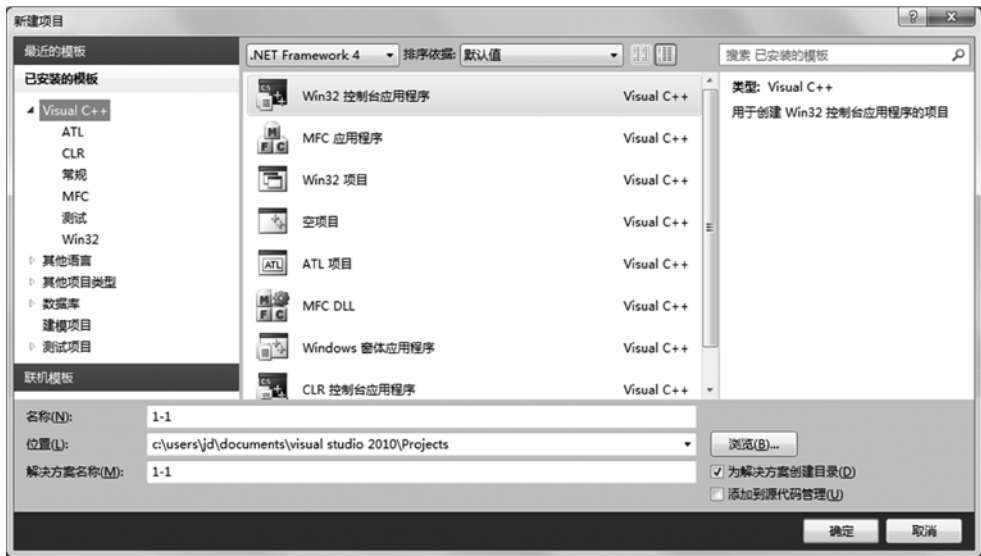 新建项目
最近的模板
.NET Framework 4 排序依据: 默认值
搜索 已安装的模板
已安装的模板
Visual C++
ATL
CLR
常规
MFC
测试
Win32
其他语言
其他项目类型
数据库
建模项目
测试项目
联机模板
Win32 控制台应用程序 Visual C++
MFC 应用程序 Visual C++
Win32 项目 Visual C++
空项目 Visual C++
ATL 项目 Visual C++
MFC DLL Visual C++
Windows 窗体应用程序 Visual C++
CLR 控制台应用程序 Visual C++
类型: Visual C++
用于创建 Win32 控制台应用程序的项目
名称(N): 1-1
位置(L): c:\users\jd\documents\visual studio 2010\Projects
浏览(B)...
解决方案名称(M): 1-1
为解决方案创建目录(D)
添加到源代码管理(U)
确定 取消